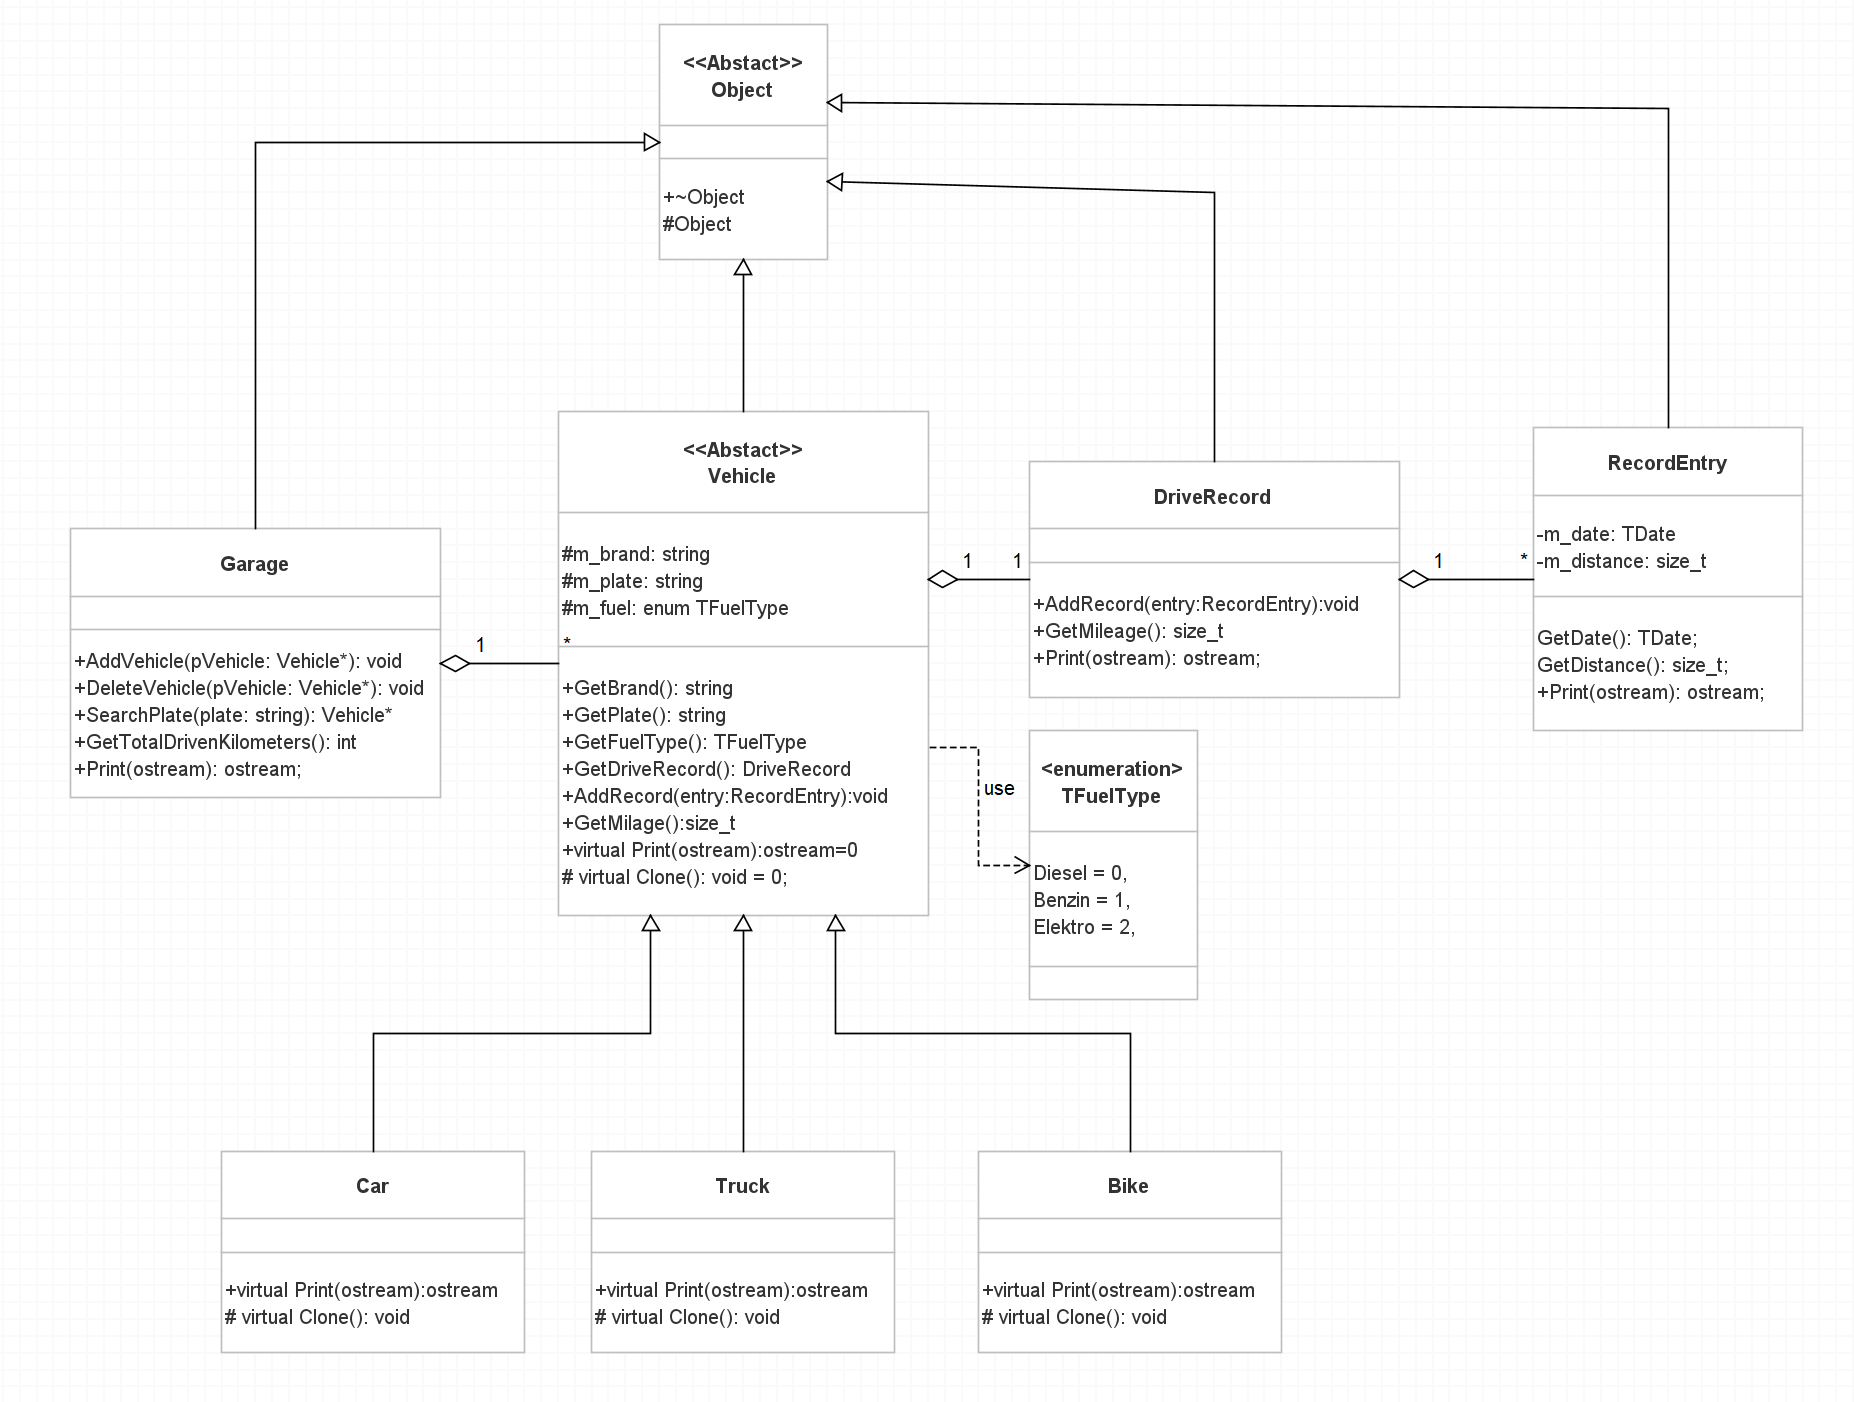 <<Abstact>>
Object
+~Object
#Object
<<Abstact>>
Vehicle
#m_brand: string
#m_plate: string
#m_fuel: enum TFuelType
+GetBrand(): string
+GetPlate(): string
+GetFuelType(): TFuelType
+GetDriveRecord(): DriveRecord
+AddRecord(entry:RecordEntry):void
+GetMilage():size_t
+virtual Print(ostream):ostream=0
# virtual Clone(): void = 0;
Garage
+AddVehicle(pVehicle: Vehicle*): void
+DeleteVehicle(pVehicle: Vehicle*): void
+SearchPlate(plate: string): Vehicle*
+GetTotalDrivenKilometers(): int
+Print(ostream): ostream;
1
*
1
1
DriveRecord
+AddRecord(entry:RecordEntry):void
+GetMileage(): size_t
+Print(ostream): ostream;
1
*
RecordEntry
-m_date: TDate
-m_distance: size_t
GetDate(): TDate;
GetDistance(): size_t;
+Print(ostream): ostream;
use
<enumeration>
TFuelType
Diesel = 0,
Benzin = 1,
Elektro = 2,
Car
+virtual Print(ostream):ostream
# virtual Clone(): void
Truck
+virtual Print(ostream):ostream
# virtual Clone(): void
Bike
+virtual Print(ostream):ostream
# virtual Clone(): void